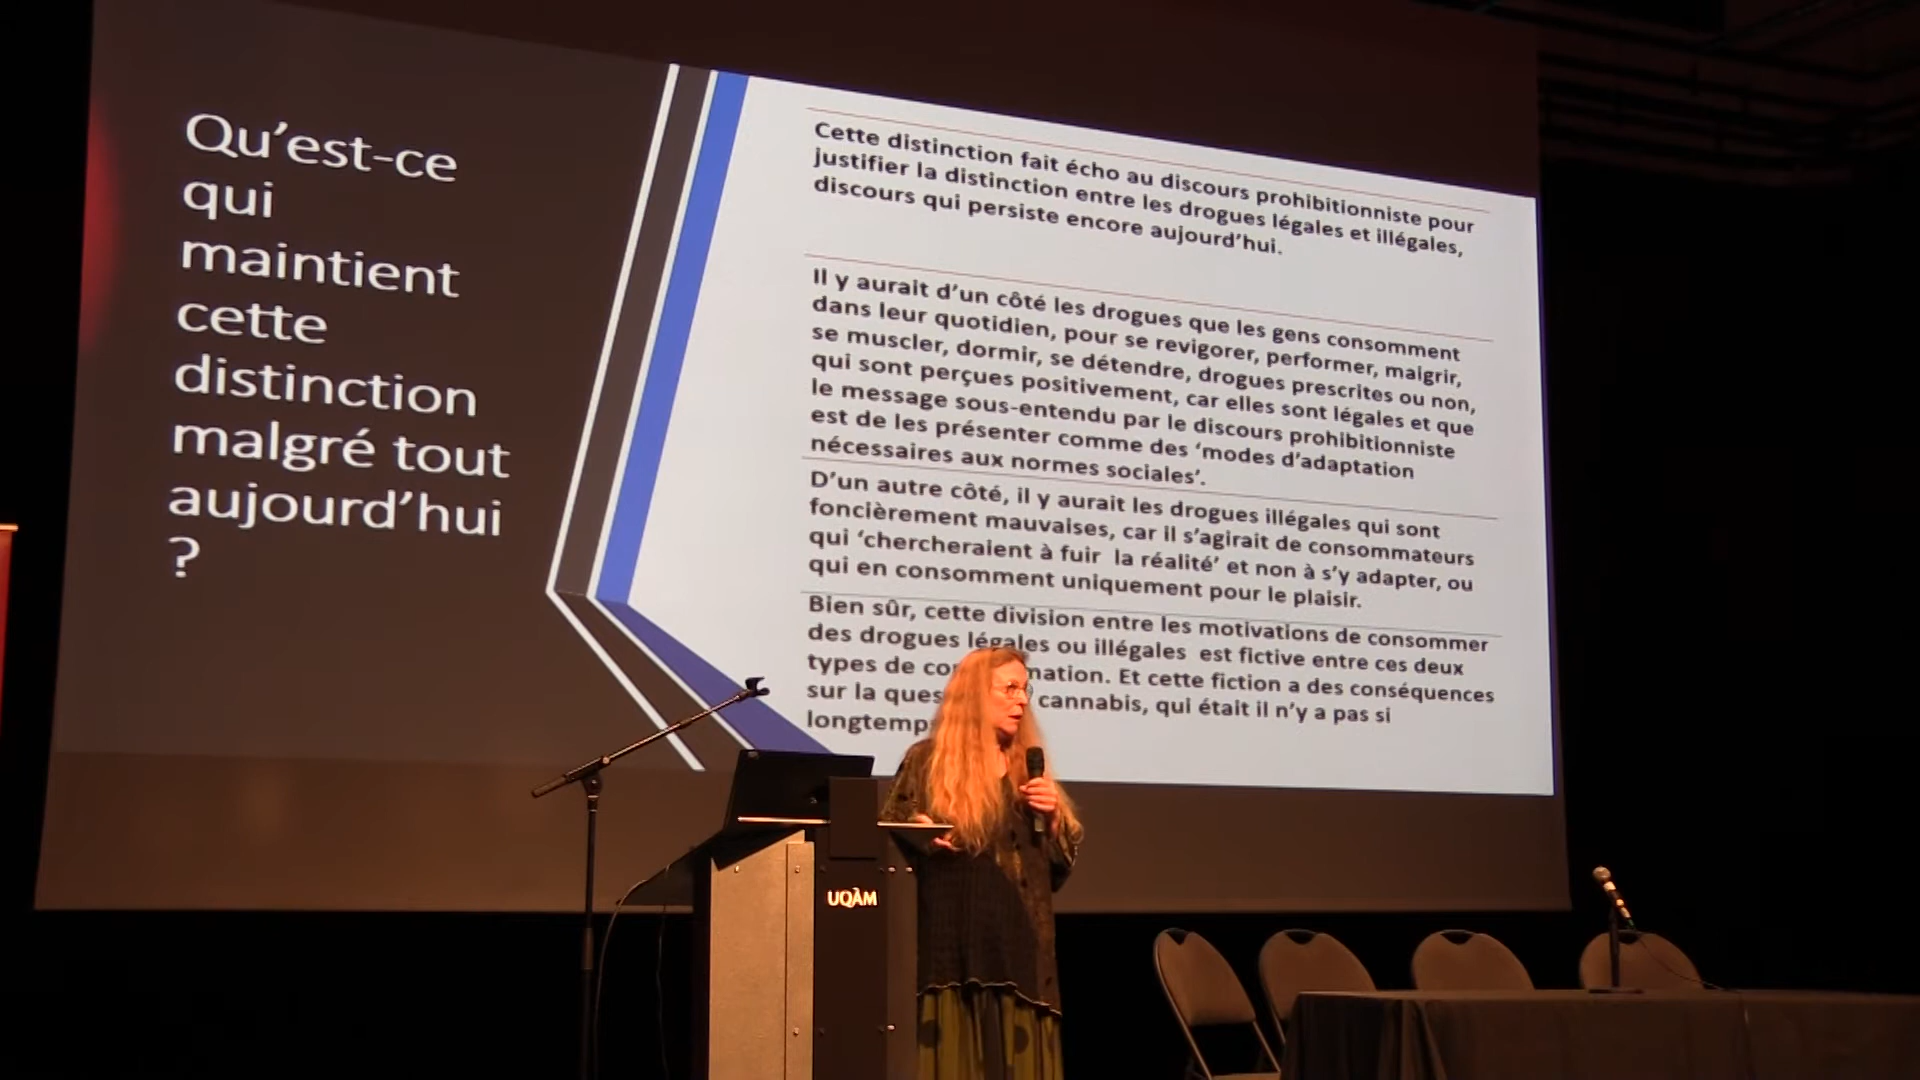 Qu'est-ce
qui
maintient
cette
distinction
malgré tout
aujourd'hui
?
Cette distinction fait écho au discours prohibitionniste pour
justifier la distinction entre les drogues légales et illégales,
discours qui persiste encore aujourd'hui.
Il y aurait d'un côté les drogues que les gens consomment
dans leur quotidien, pour se revigorer, performer, maigrir,
se muscler, dormir, se détendre, drogues prescrites ou non,
qui sont perçues positivement, car elles sont légales et que
le message sous-entendu par le discours prohibitionniste
est de les présenter comme des 'modes d'adaptation
nécessaires aux normes sociales'.
D'un autre côté, il y aurait les drogues illégales qui sont
foncièrement mauvaises, car il s'agirait de consommateurs
qui 'chercheraient à fuir la réalité' et non à s'y adapter, ou
qui en consomment uniquement pour le plaisir.
Bien sûr, cette division entre les motivations de consommer
des drogues légales ou illégales est fictive entre ces deux
types de mation. Et cette fiction a des conséquences
sur la cannabis, qui était il n'y a pas si
longtemp
UQÀM